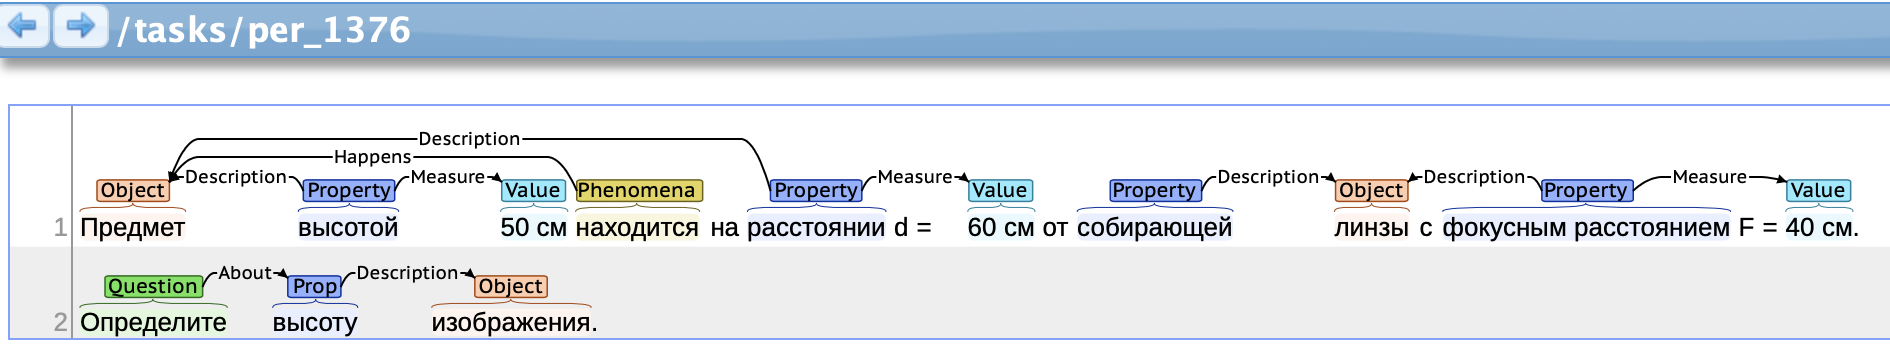 /tasks/per_1376
Description
Happens
Object Description Property Measure Value Phenomena Property Measure Value Property Description Object Description Property Measure Value
1 Предмет высотой 50 см находится на расстоянии d = 60 см от собирающей линзы с фокусным расстоянием F = 40 см.
Question About Prop Description Object
2 Определите высоту изображения.